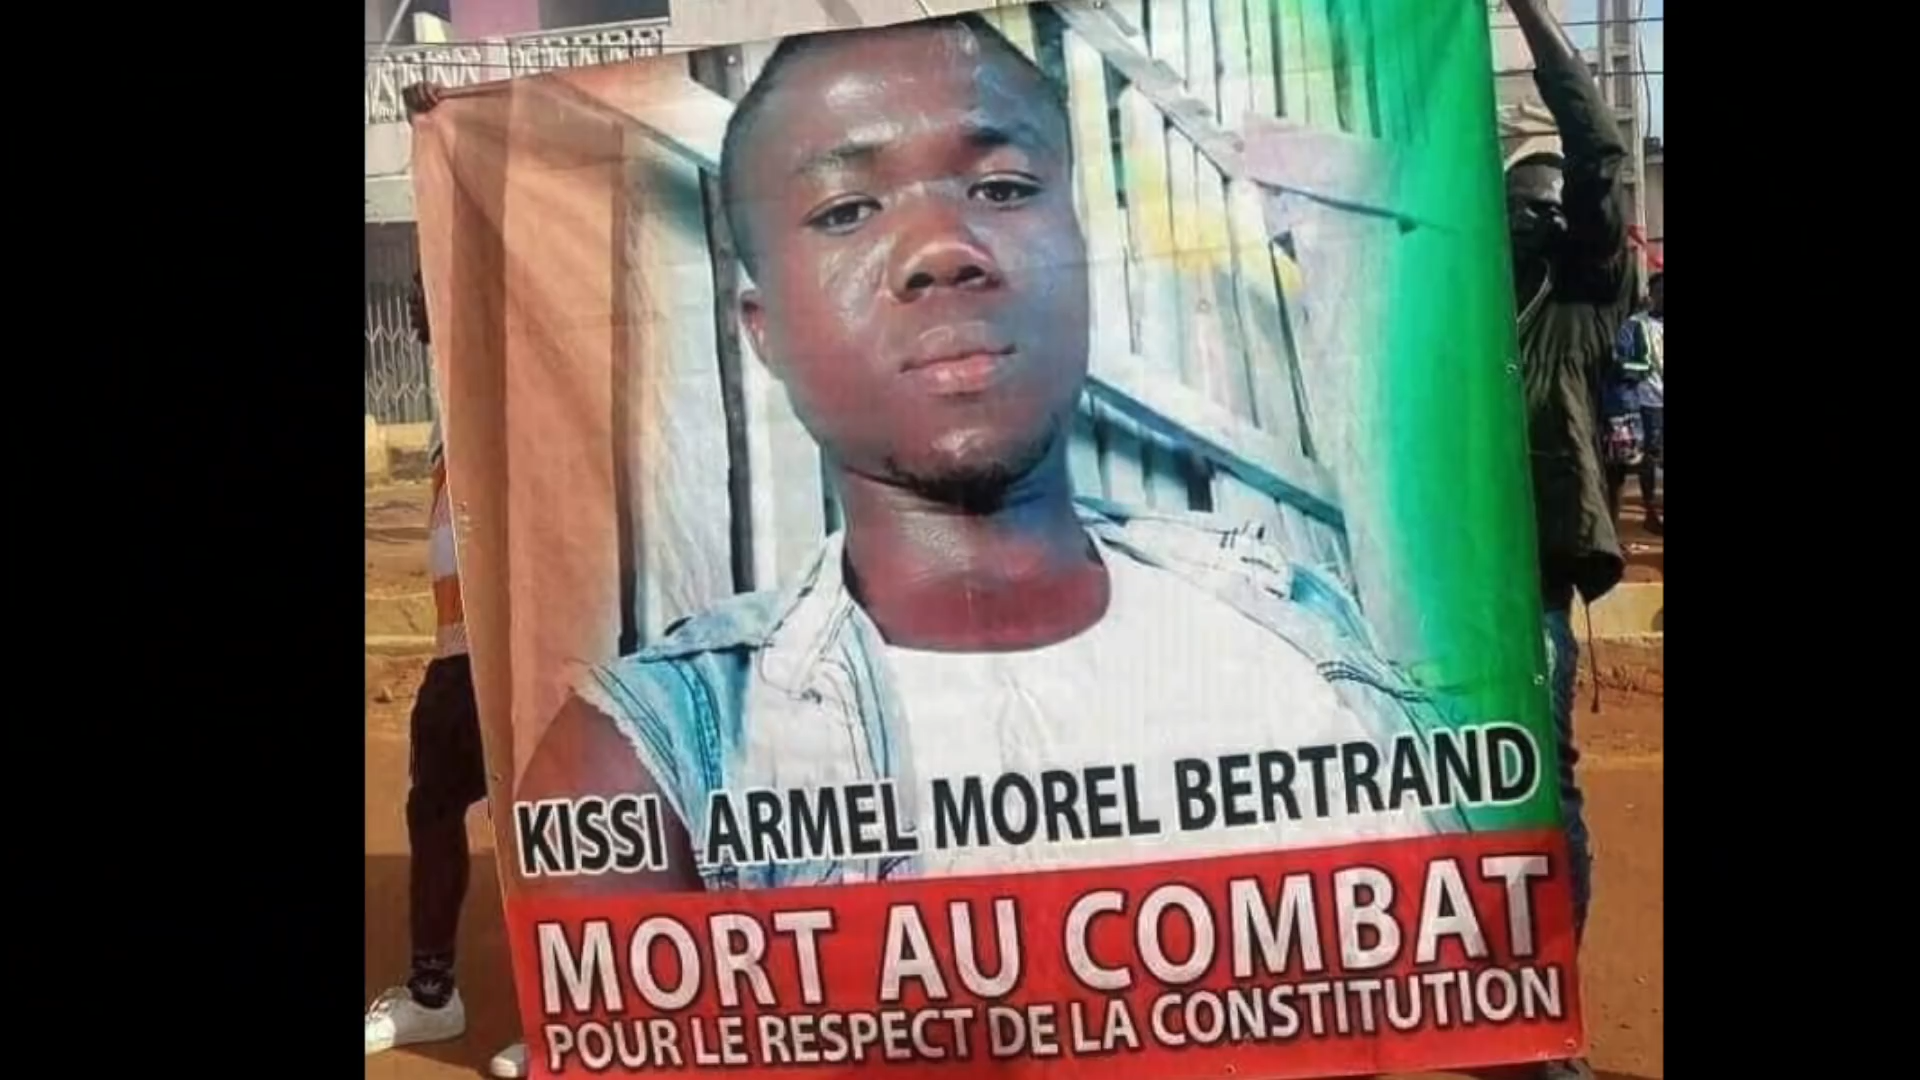 KISSI ARMEL MOREL BERTRAND
MORT AU COMBAT
POUR LE RESPECT DE LA CONSTITUTION